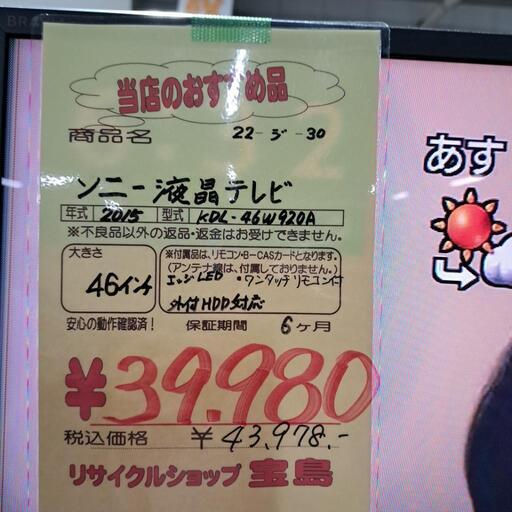 BRA
当店のおすすめ品
商品名 22-ジ-30
ソニー液晶テレビ
年式 2015 型式 KDL-46W920A
※不良品以外の返品・返金はお受けできません。
大きさ
46インチ
※付属品は、リモコン・B-CASカードとなります。
(アンテナ線は、付属しておりません。)
エッジLED ・ワンタッチリモコン付
外付HDD対応
安心の動作確認済! 保証期間 6ヶ月
¥39.980
税込価格 ¥43,978.-
リサイクルショップ 宝島
あす